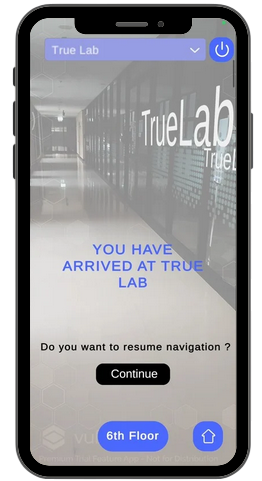 True Lab
TrueLab
TrueL
YOU HAVE
ARRIVED AT TRUE
LAB
Do you want to resume navigation ?
Continue
6th Floor